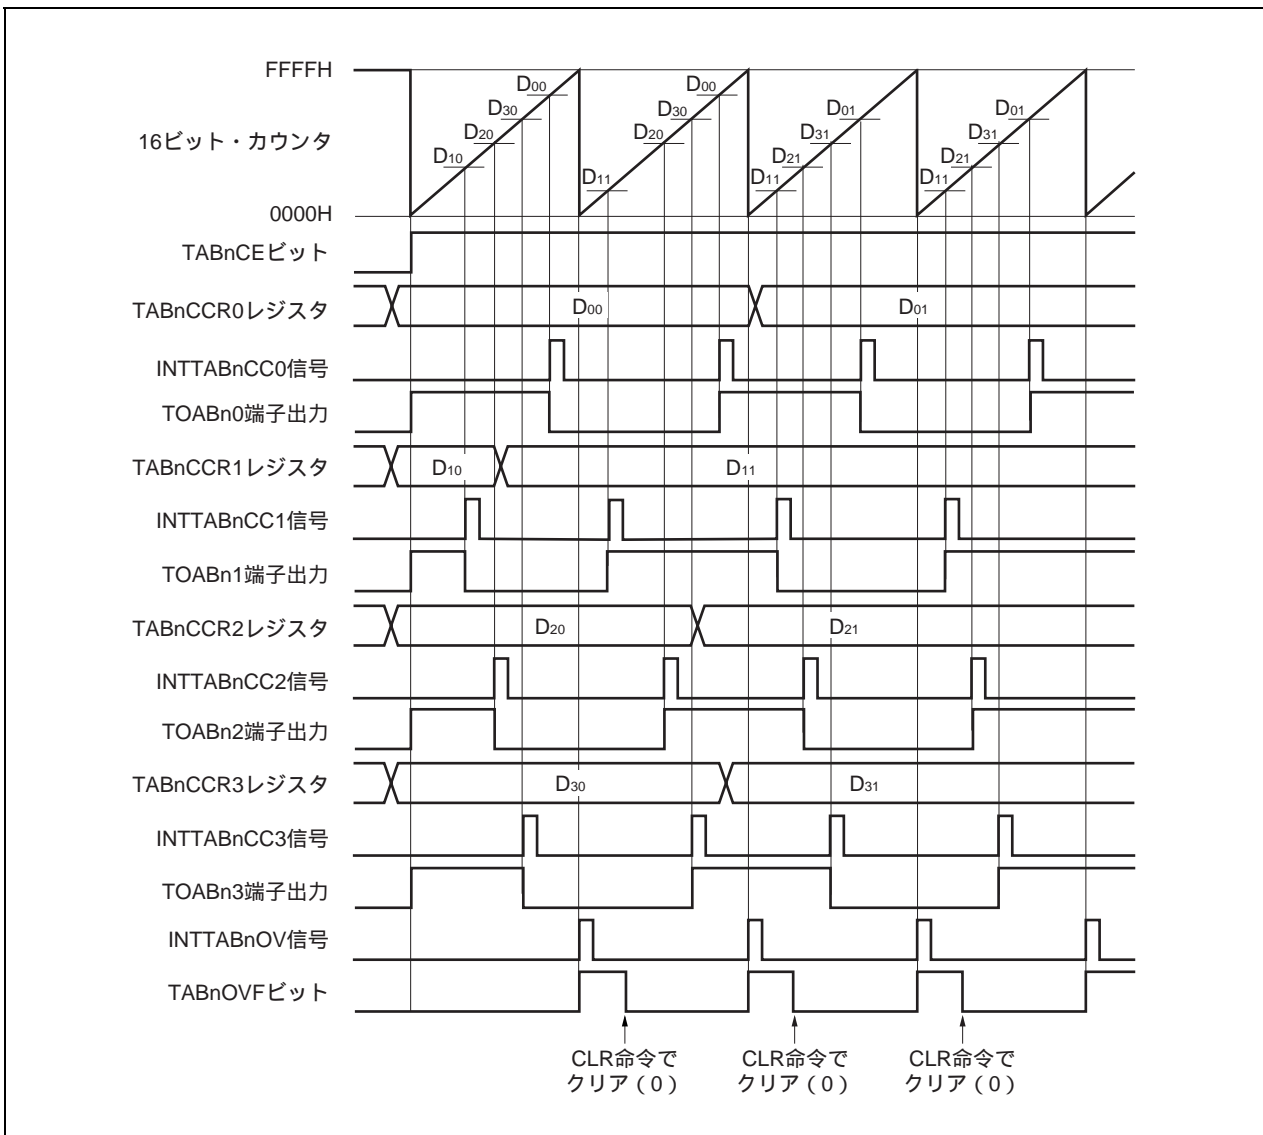 FFFFH
D00
D00
D30
D30
D01
D01
16ビット・カウンタ
D20
D20
D31
D31
D10
D21
D21
D11
D11
D11
0000H
TABnCEビット
TABnCCR0レジスタ
D00
D01
INTTABnCC0信号
TOABn0端子出力
TABnCCR1レジスタ
D10
D11
INTTABnCC1信号
TOABn1端子出力
TABnCCR2レジスタ
D20
D21
INTTABnCC2信号
TOABn2端子出力
TABnCCR3レジスタ
D30
D31
INTTABnCC3信号
TOABn3端子出力
INTTABnOV信号
TABnOVFビット
CLR命令で
クリア（0）
CLR命令で
クリア（0）
CLR命令で
クリア（0）